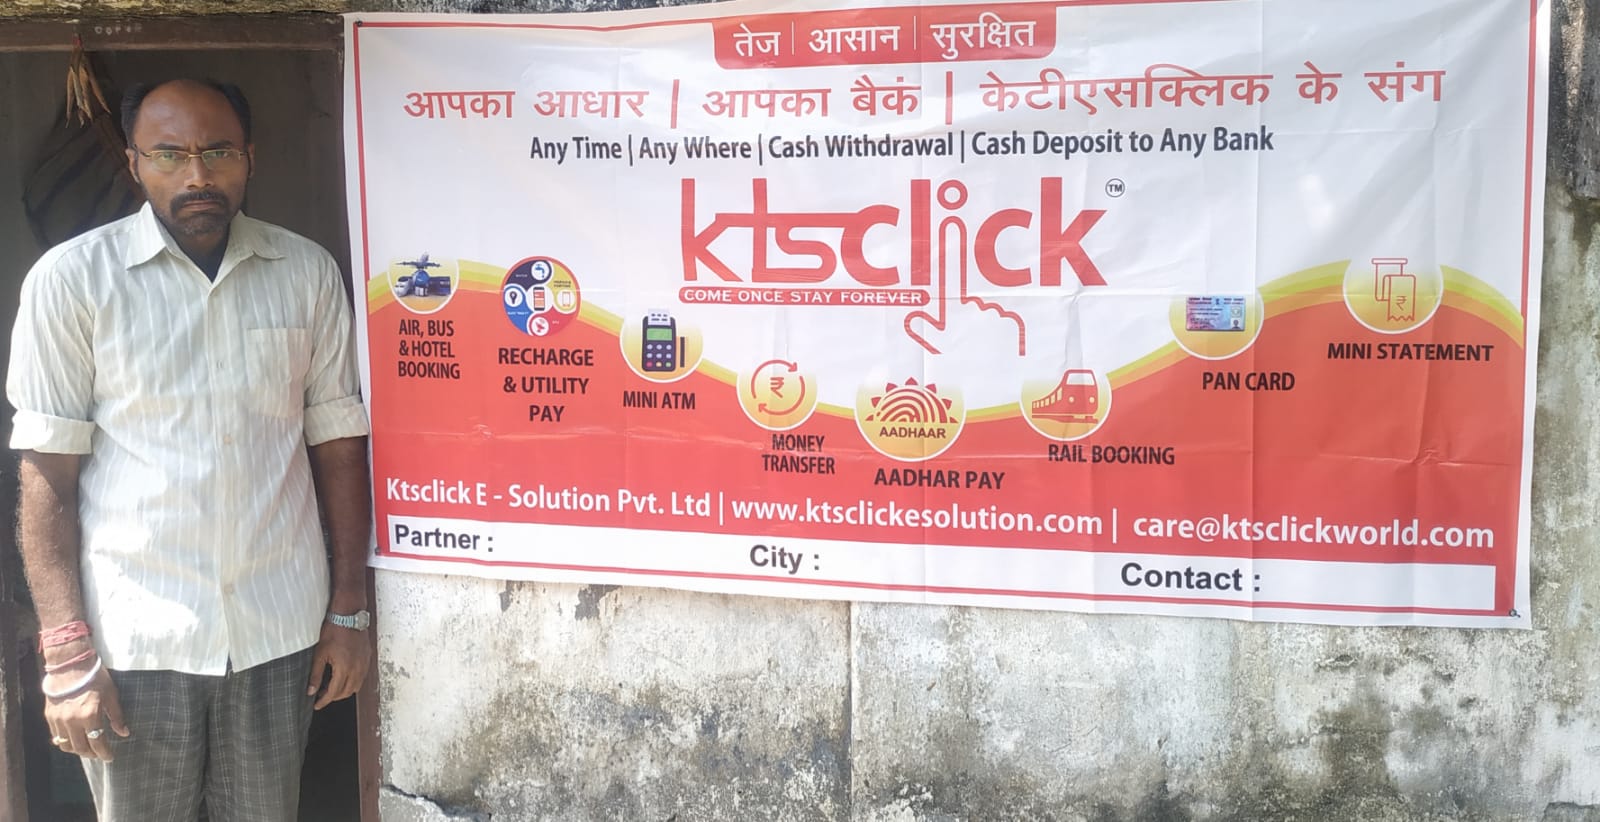 तेज | आसान | सुरक्षित
आपका आधार | आपका बैकं | केटीएसक्लिक के संग
Any Time | Any Where | Cash Withdrawal | Cash Deposit to Any Bank
ktsclick TM
COME ONCE STAY FOREVER
AIR, BUS
& HOTEL
BOOKING
RECHARGE
& UTILITY
PAY
MINI ATM
MONEY
TRANSFER
AADHAAR
AADHAR PAY
RAIL BOOKING
PAN CARD
MINI STATEMENT
Ktsclick E - Solution Pvt. Ltd | www.ktsclickesolution.com | care@ktsclickworld.com
Partner : City : Contact :